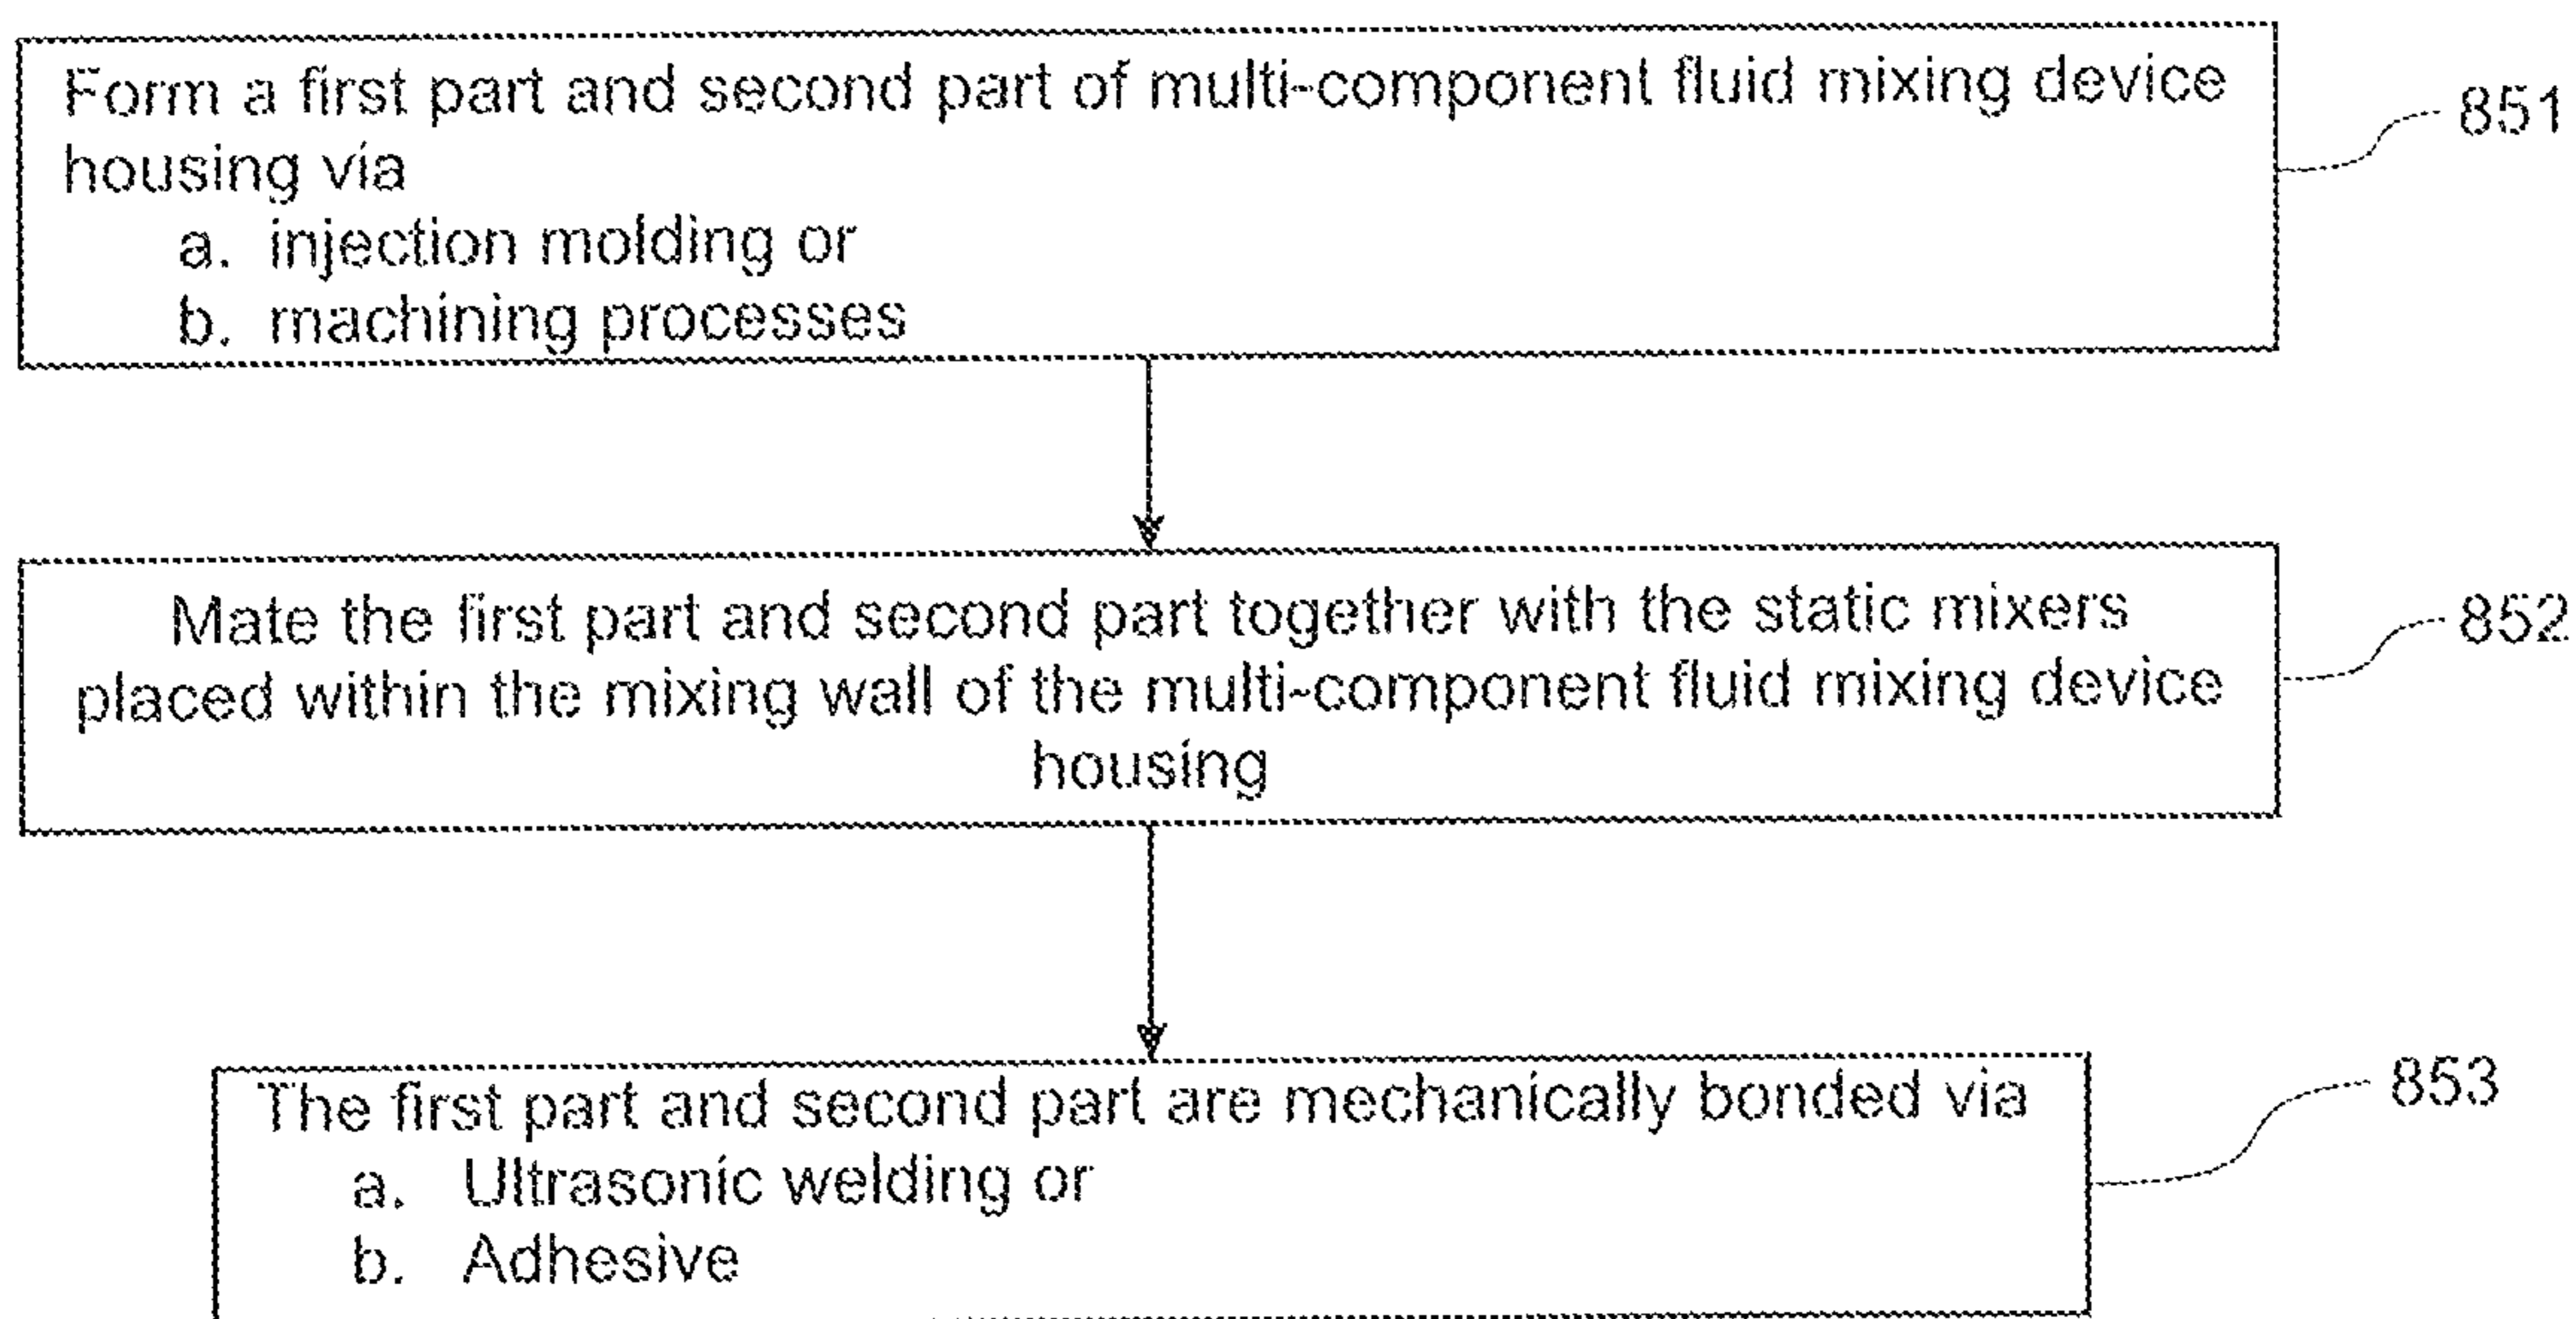 Form a first part and second part of multi-component fluid mixing device
housing via
a. injection molding or
b. machining processes
851
Mate the first part and second part together with the static mixers
placed within the mixing wall of the multi-component fluid mixing device
housing
852
The first part and second part are mechanically bonded via
a. Ultrasonic welding or
b. Adhesive
853